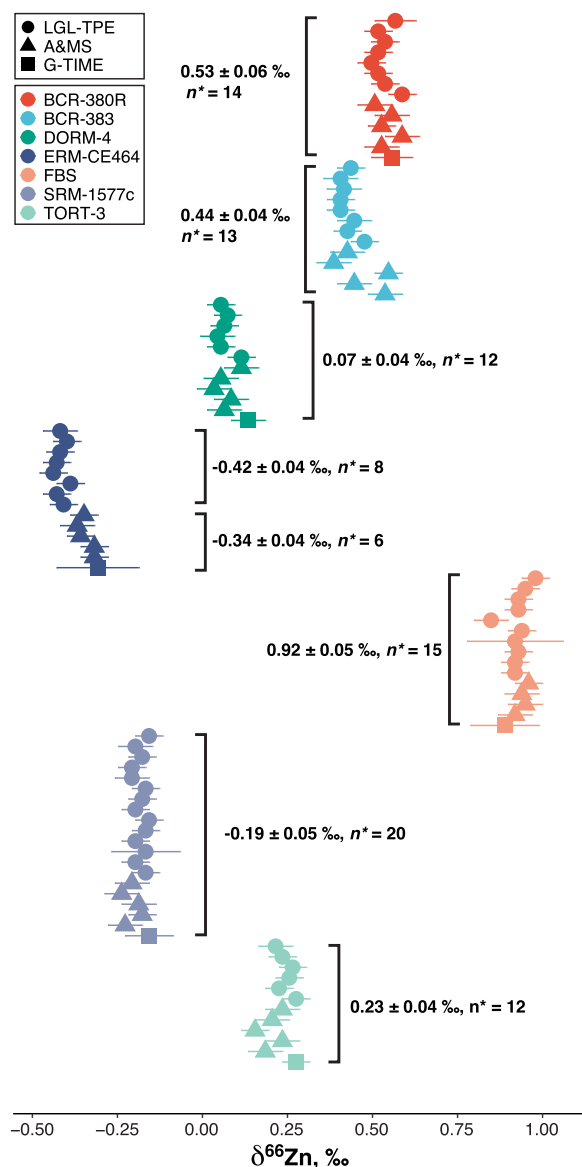 LGL-TPE
A&MS
G-TIME
BCR-380R
BCR-383
DORM-4
ERM-CE464
FBS
SRM-1577c
TORT-3
0.53 ± 0.06 ‰
n* = 14
0.44 ± 0.04 ‰
n* = 13
0.07 ± 0.04 ‰, n* = 12
-0.42 ± 0.04 ‰, n* = 8
-0.34 ± 0.04 ‰, n* = 6
0.92 ± 0.05 ‰, n* = 15
-0.19 ± 0.05 ‰, n* = 20
0.23 ± 0.04 ‰, n* = 12
−0.50 −0.25 0.00 0.25 0.50 0.75 1.00
δ⁶⁶Zn, ‰